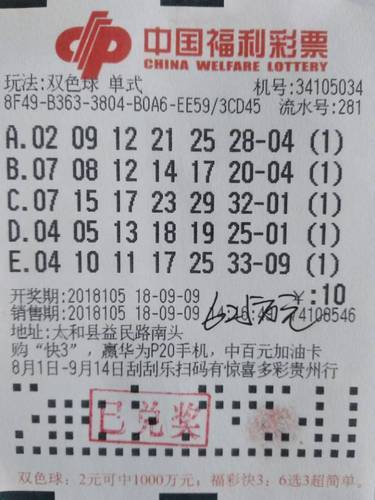 中国福利彩票
CHINA WELFARE LOTTERY
玩法:双色球 单式 机号:34105034
8F49-B363-3804-B0A6-EE59/3CD45 流水号:281
A.02 09 12 21 25 28-04 (1)
B.07 08 12 14 17 20-04 (1)
C.07 15 17 23 29 32-01 (1)
D.04 05 13 18 19 25-01 (1)
E.04 10 11 17 25 33-09 (1)
开奖期:2018105 18-09-09 ¥:10
销售期:2018105 18-09-09 74108546
万元
地址:太和县益民路南头
购“快3”,赢华为P20手机,中百元加油卡
8月1日-9月14日刮刮乐扫码有惊喜多彩贵州行
已兑奖
双色球:2元可中1000万元,福彩快3:6选3超简单。